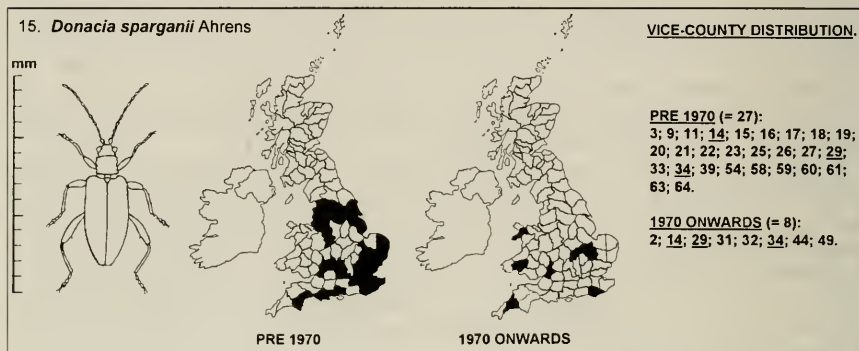 15. Donacia sparganii Ahrens
mm
PRE 1970
1970 ONWARDS
VICE-COUNTY DISTRIBUTION.
PRE 1970 (= 27):
3; 9; 11; 14; 15; 16; 17; 18; 19;
20; 21; 22; 23; 25; 26; 27; 29;
33; 34; 39; 54; 58; 59; 60; 61;
63; 64.
1970 ONWARDS (= 8):
2; 14; 29; 31; 32; 34; 44; 49.